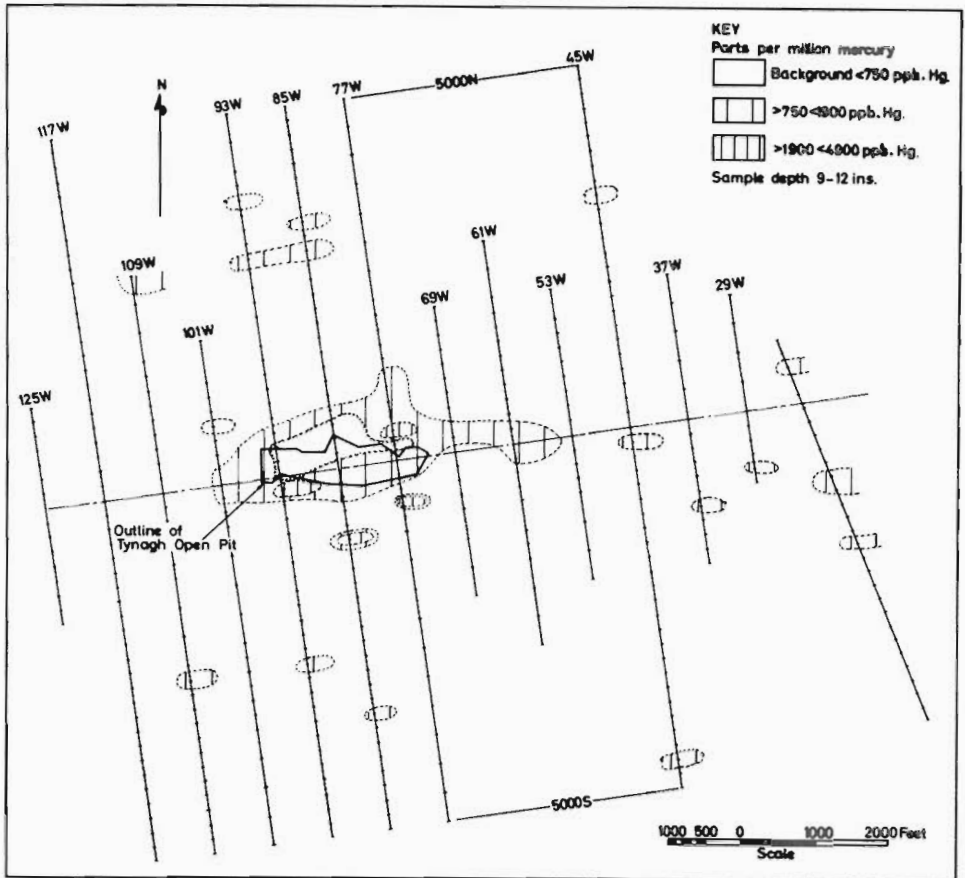 KEY
Parts per million mercury
Background <750 ppb. Hg.
>750<1900 ppb. Hg.
>1900<4900 ppb. Hg.
Sample depth 9-12 ins.
N
117W
93W
85W
77W
5000N
45W
109W
101W
125W
69W
61W
53W
37W
29W
Outline of
Tynagh Open Pit
5000S
1000 500 0 1000 2000 Feet
Scale